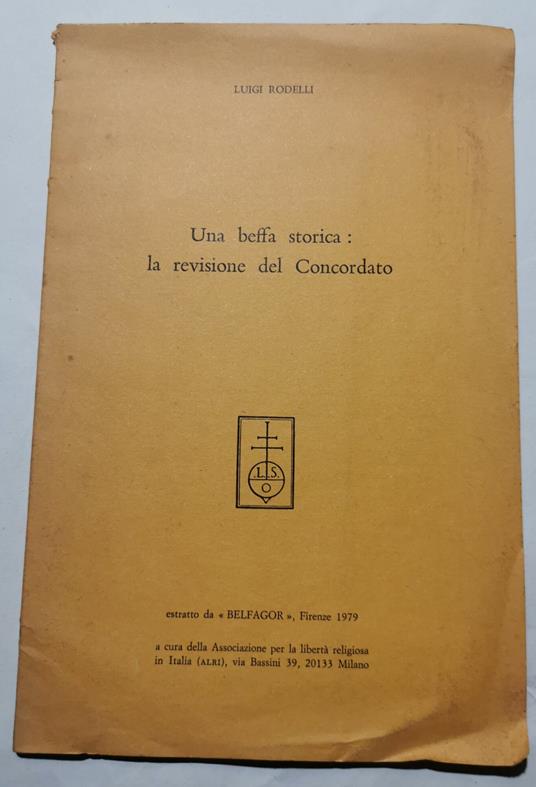 LUIGI RODELLI
Una beffa storica :
la revisione del Concordato
.L. S.
O
estratto da « BELFAGOR », Firenze 1979
a cura della Associazione per la libertà religiosa
in Italia (ALRI), via Bassini 39, 20133 Milano